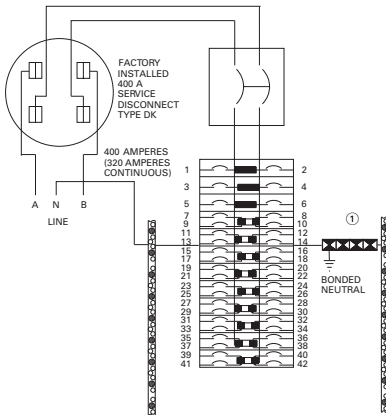 FACTORY
INSTALLED
400 A
SERVICE
DISCONNECT
TYPE DK
400 AMPERES
(320 AMPERES
CONTINUOUS)
A N B
LINE
1 2
3 4
5 6
7 8
9 10
11 12
13 14
15 16
17 18
19 20
21 22
23 24
25 26
27 28
29 30
31 32
33 34
35 36
37 38
39 40
41 42
①
BONDED
NEUTRAL